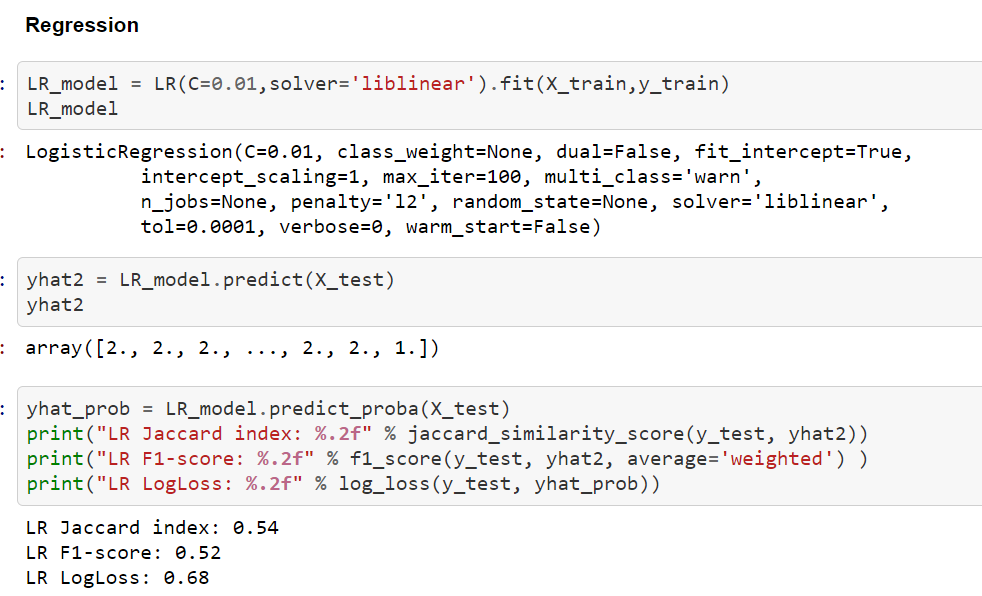 Regression
: LR_model = LR(C=0.01,solver='liblinear').fit(X_train,y_train)
LR_model
: LogisticRegression(C=0.01, class_weight=None, dual=False, fit_intercept=True,
intercept_scaling=1, max_iter=100, multi_class='warn',
n_jobs=None, penalty='l2', random_state=None, solver='liblinear',
tol=0.0001, verbose=0, warm_start=False)
: yhat2 = LR_model.predict(X_test)
yhat2
: array([2., 2., 2., ..., 2., 2., 1.])
: yhat_prob = LR_model.predict_proba(X_test)
print("LR Jaccard index: %.2f" % jaccard_similarity_score(y_test, yhat2))
print("LR F1-score: %.2f" % f1_score(y_test, yhat2, average='weighted') )
print("LR LogLoss: %.2f" % log_loss(y_test, yhat_prob))
LR Jaccard index: 0.54
LR F1-score: 0.52
LR LogLoss: 0.68